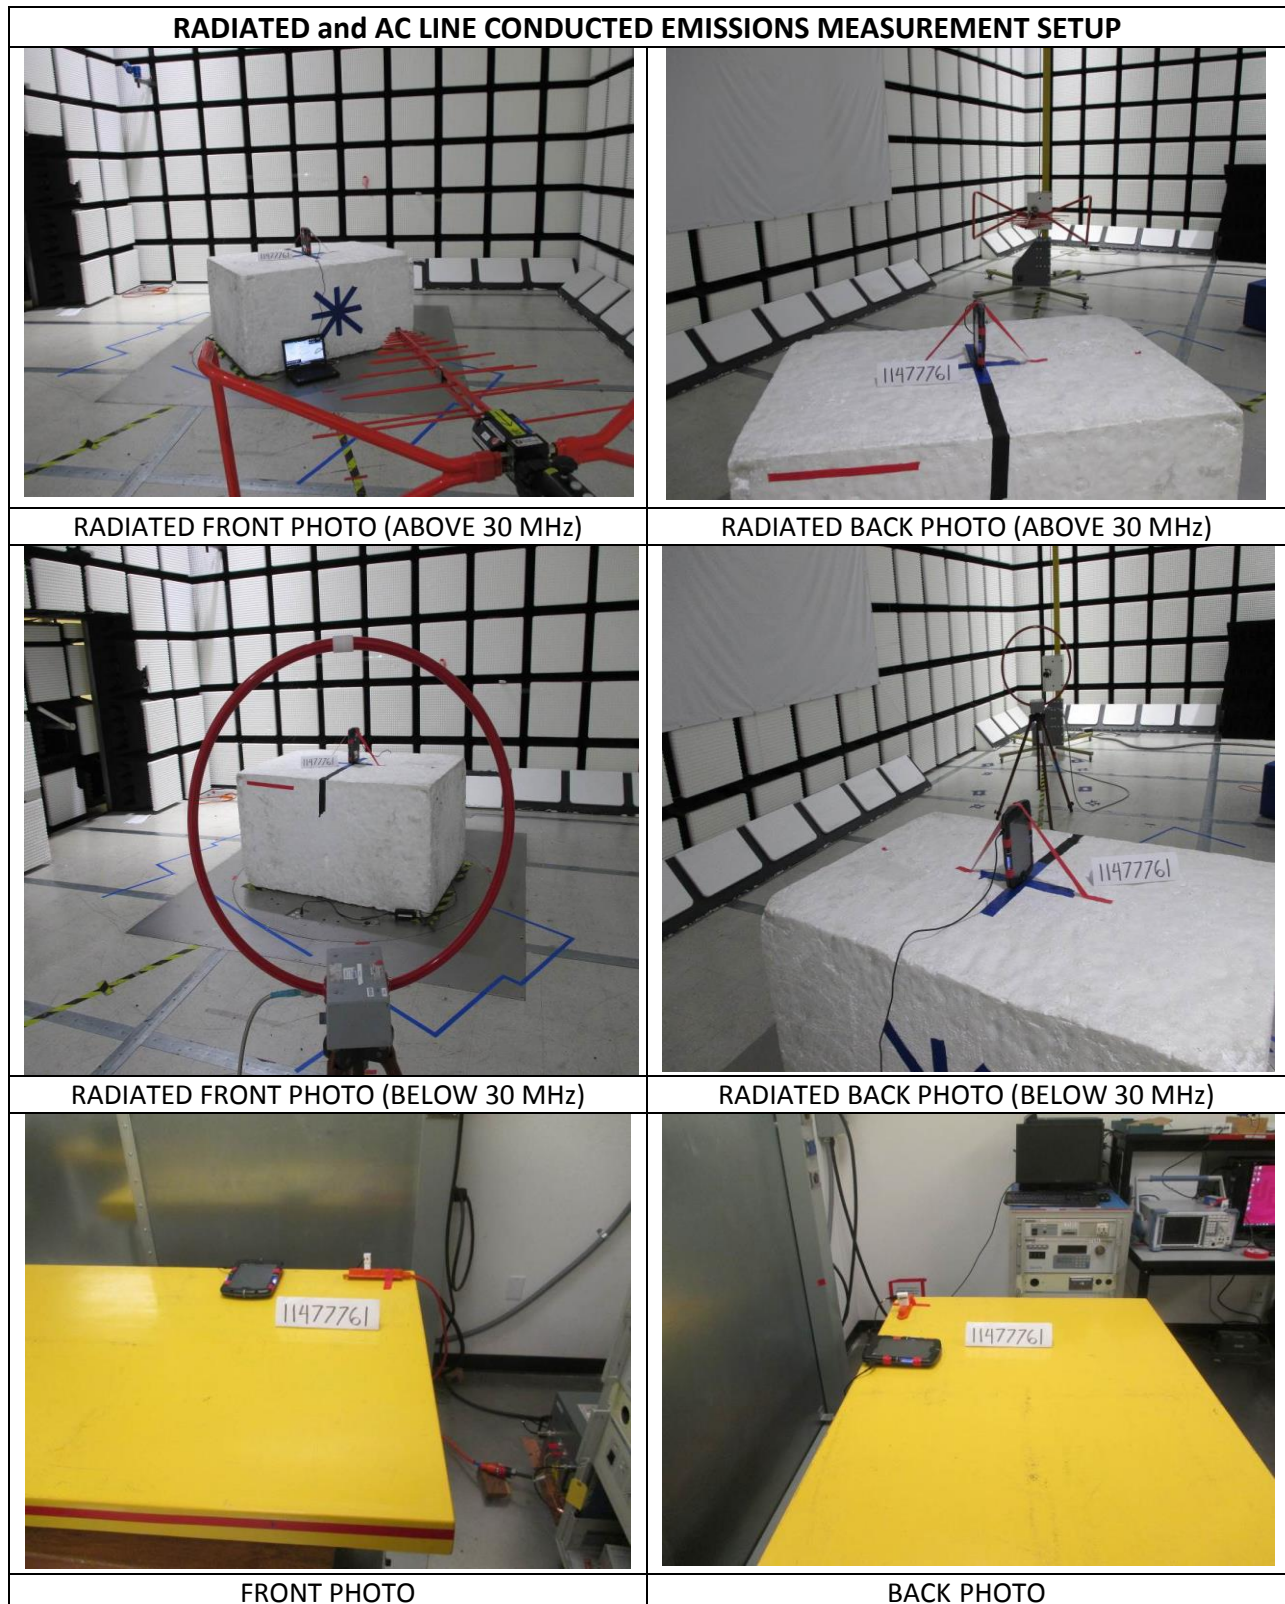 RADIATED and AC LINE CONDUCTED EMISSIONS MEASUREMENT SETUP
11477761
11477761
RADIATED FRONT PHOTO (ABOVE 30 MHz)
RADIATED BACK PHOTO (ABOVE 30 MHz)
11477761
11477761
RADIATED FRONT PHOTO (BELOW 30 MHz)
RADIATED BACK PHOTO (BELOW 30 MHz)
11477761
11477761
FRONT PHOTO
BACK PHOTO